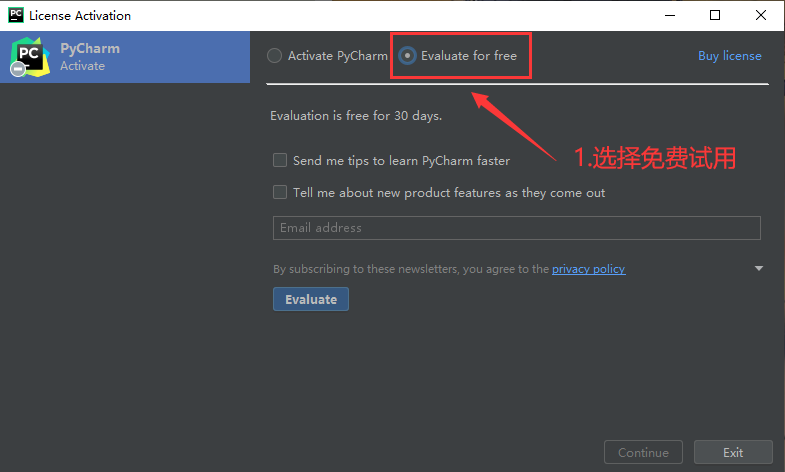 License Activation
PC
PyCharm
Activate
Activate PyCharm
Evaluate for free
Buy license
Evaluation is free for 30 days.
1.选择免费试用
Send me tips to learn PyCharm faster
Tell me about new product features as they come out
Email address
By subscribing to these newsletters, you agree to the privacy policy
Evaluate
Continue
Exit